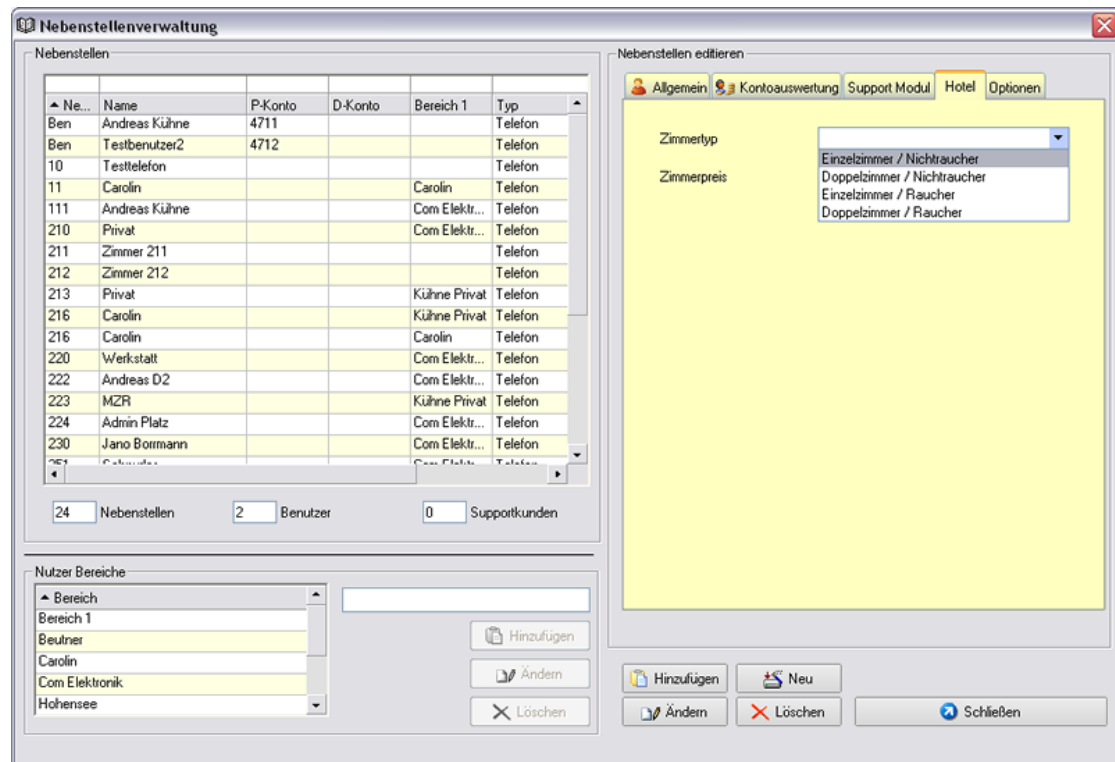 Nebenstellenverwaltung
Nebenstellen
Ne... Name P-Konto D-Konto Bereich 1 Typ
Ben Andreas Kühne 4711 Telefon
Ben Testbenutzer2 4712 Telefon
10 Testtelefon Telefon
11 Carolin Carolin Telefon
111 Andreas Kühne Com Elektr... Telefon
210 Privat Com Elektr... Telefon
211 Zimmer 211 Telefon
212 Zimmer 212 Telefon
213 Privat Kühne Privat Telefon
216 Carolin Kühne Privat Telefon
216 Carolin Carolin Telefon
220 Werkstatt Com Elektr... Telefon
222 Andreas D2 Com Elektr... Telefon
223 MZR Kühne Privat Telefon
224 Admin Platz Com Elektr... Telefon
230 Jano Borrmann Com Elektr... Telefon
Com Elektr... Telefon
24 Nebenstellen 2 Benutzer 0 Supportkunden
Nutzer Bereiche
Bereich
Bereich 1
Beutner
Carolin
Com Elektronik
Hohensee
Hinzufügen
Ändern
Löschen
Nebenstellen editieren
Allgemein Kontoauswertung Support Modul Hotel Optionen
Zimmertyp
Einzelzimmer / Nichtraucher
Doppelzimmer / Nichtraucher
Einzelzimmer / Raucher
Doppelzimmer / Raucher
Zimmerpreis
Hinzufügen Neu
Ändern Löschen Schließen